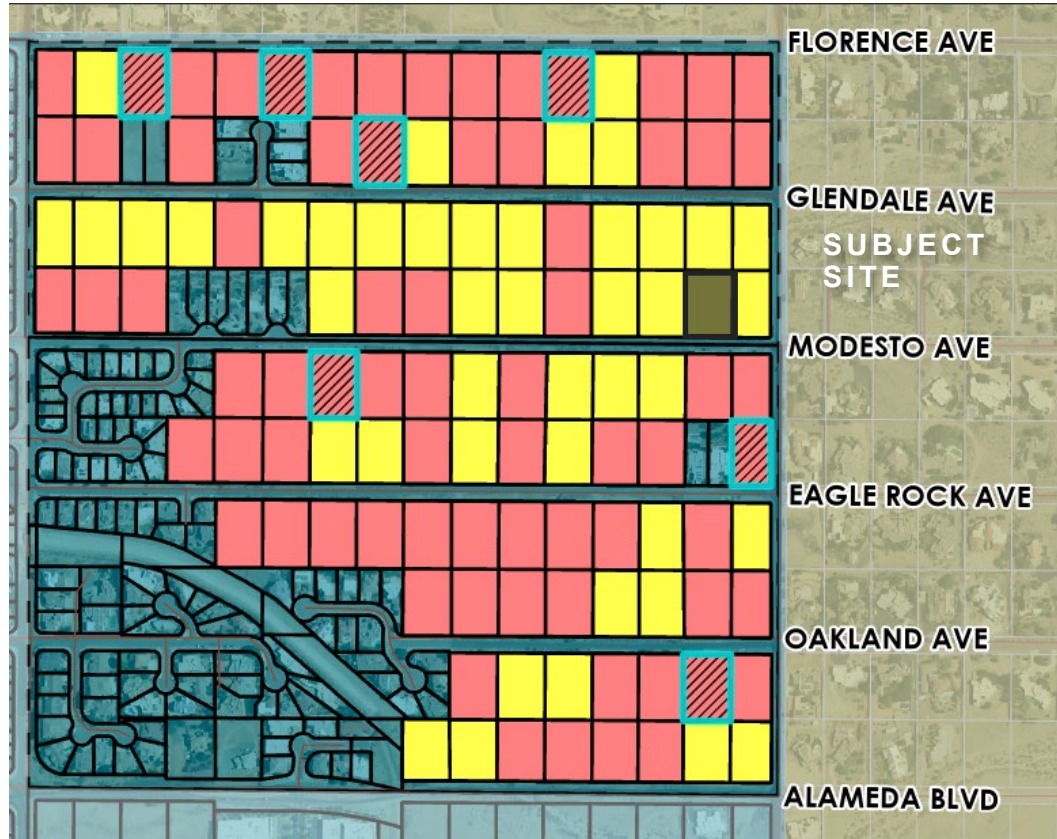 FLORENCE AVE
GLENDALE AVE
SUBJECT
SITE
MODESTO AVE
EAGLE ROCK AVE
OAKLAND AVE
ALAMEDA BLVD